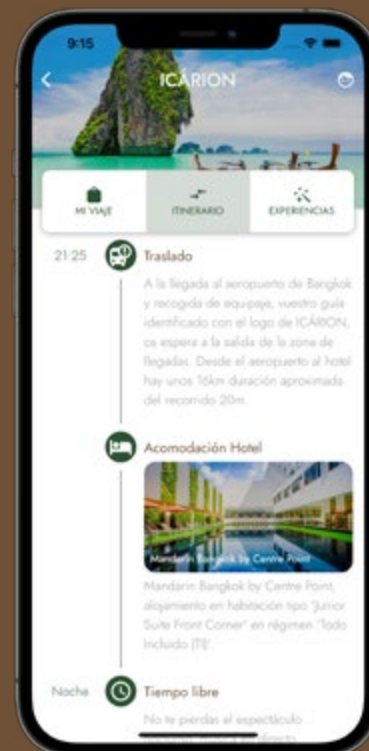 9:15
ICÁRION
MI VIAJE
ITINERARIO
EXPERIENCIAS
21:25
Traslado
A la llegada al aeropuerto de Bangkok
y recogida de equipaje, vuestro guía
identificado con el logo de ICÁRION,
os espera a la salida de la zona de
llegadas. Desde el aeropuerto al hotel
hay unos 16km duración aproximada
del recorrido 20m.
Acomodación Hotel
Mandarin Bangkok by Centre Point
Mandarin Bangkok by Centre Point,
alojamiento en habitación tipo "Junior
Suite Front Corner" en régimen "Todo
Incluido (TI)".
Noche
Tiempo libre
No te pierdas el espectáculo
directo